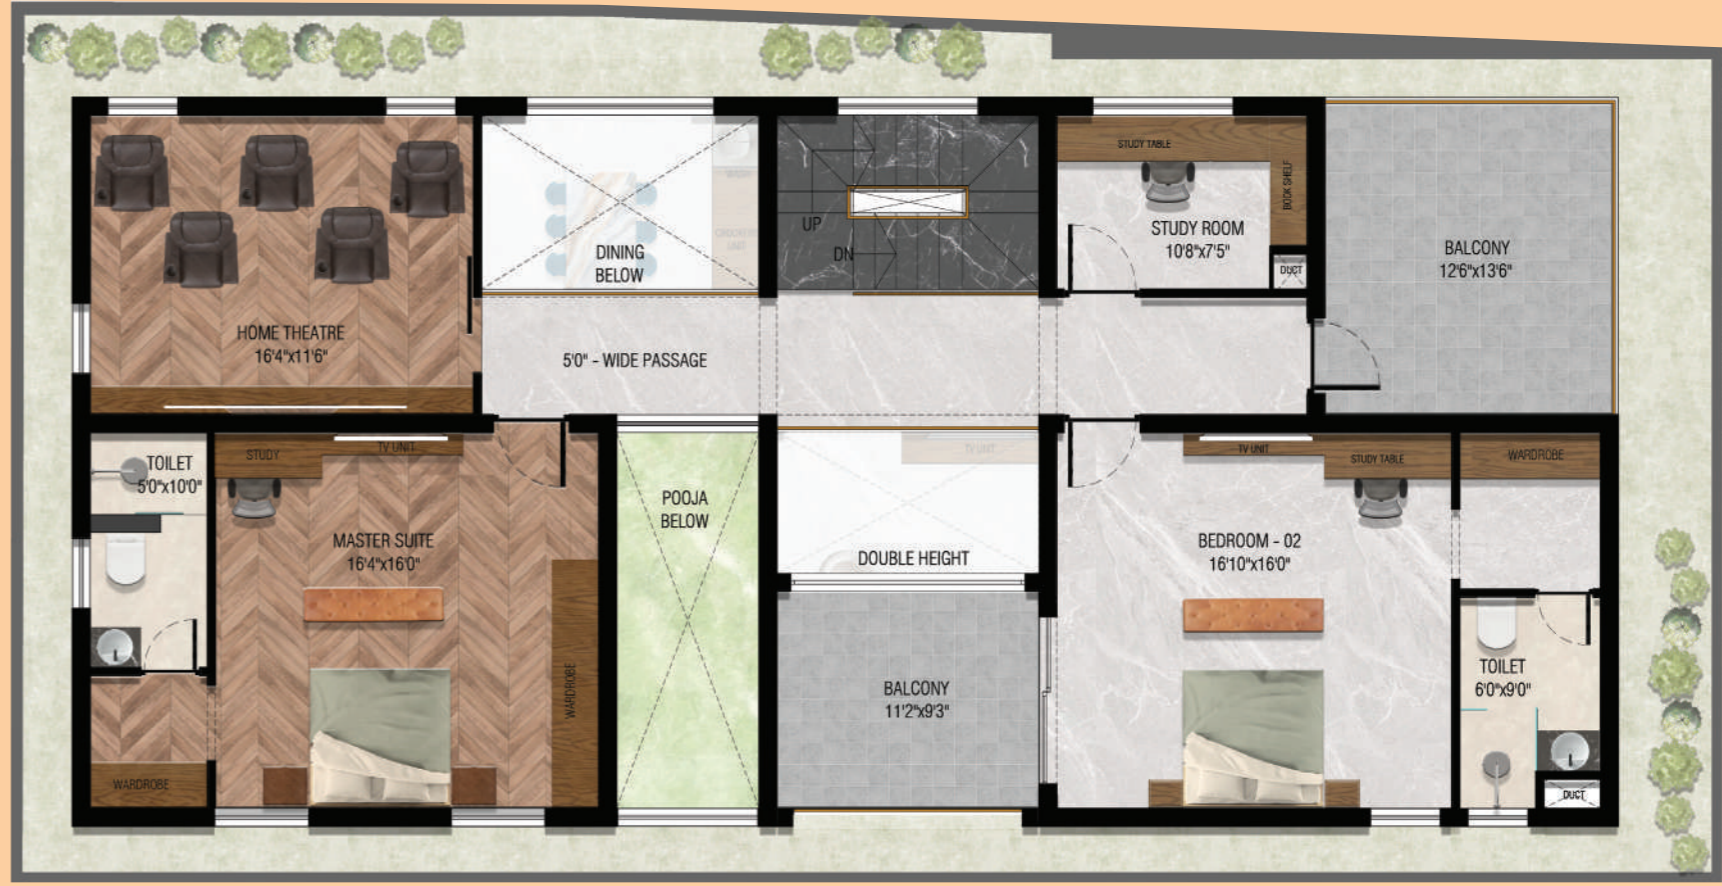 STUDY TABLE
BOOK SHELF
STUDY ROOM
10'8"x7'5"
DUCT
BALCONY
12'6"x13'6"
UP
DN
DINING
BELOW
CROCKERY
UNIT
HOME THEATRE
16'4"x11'6"
5'0" - WIDE PASSAGE
TOILET
5'0"x10'0"
STUDY
TV UNIT
MASTER SUITE
16'4"x16'0"
WARDROBE
WARDROBE
POOJA
BELOW
TV UNIT
DOUBLE HEIGHT
BALCONY
11'2"x9'3"
TV UNIT
STUDY TABLE
WARDROBE
BEDROOM - 02
16'10"x16'0"
TOILET
6'0"x9'0"
DUCT